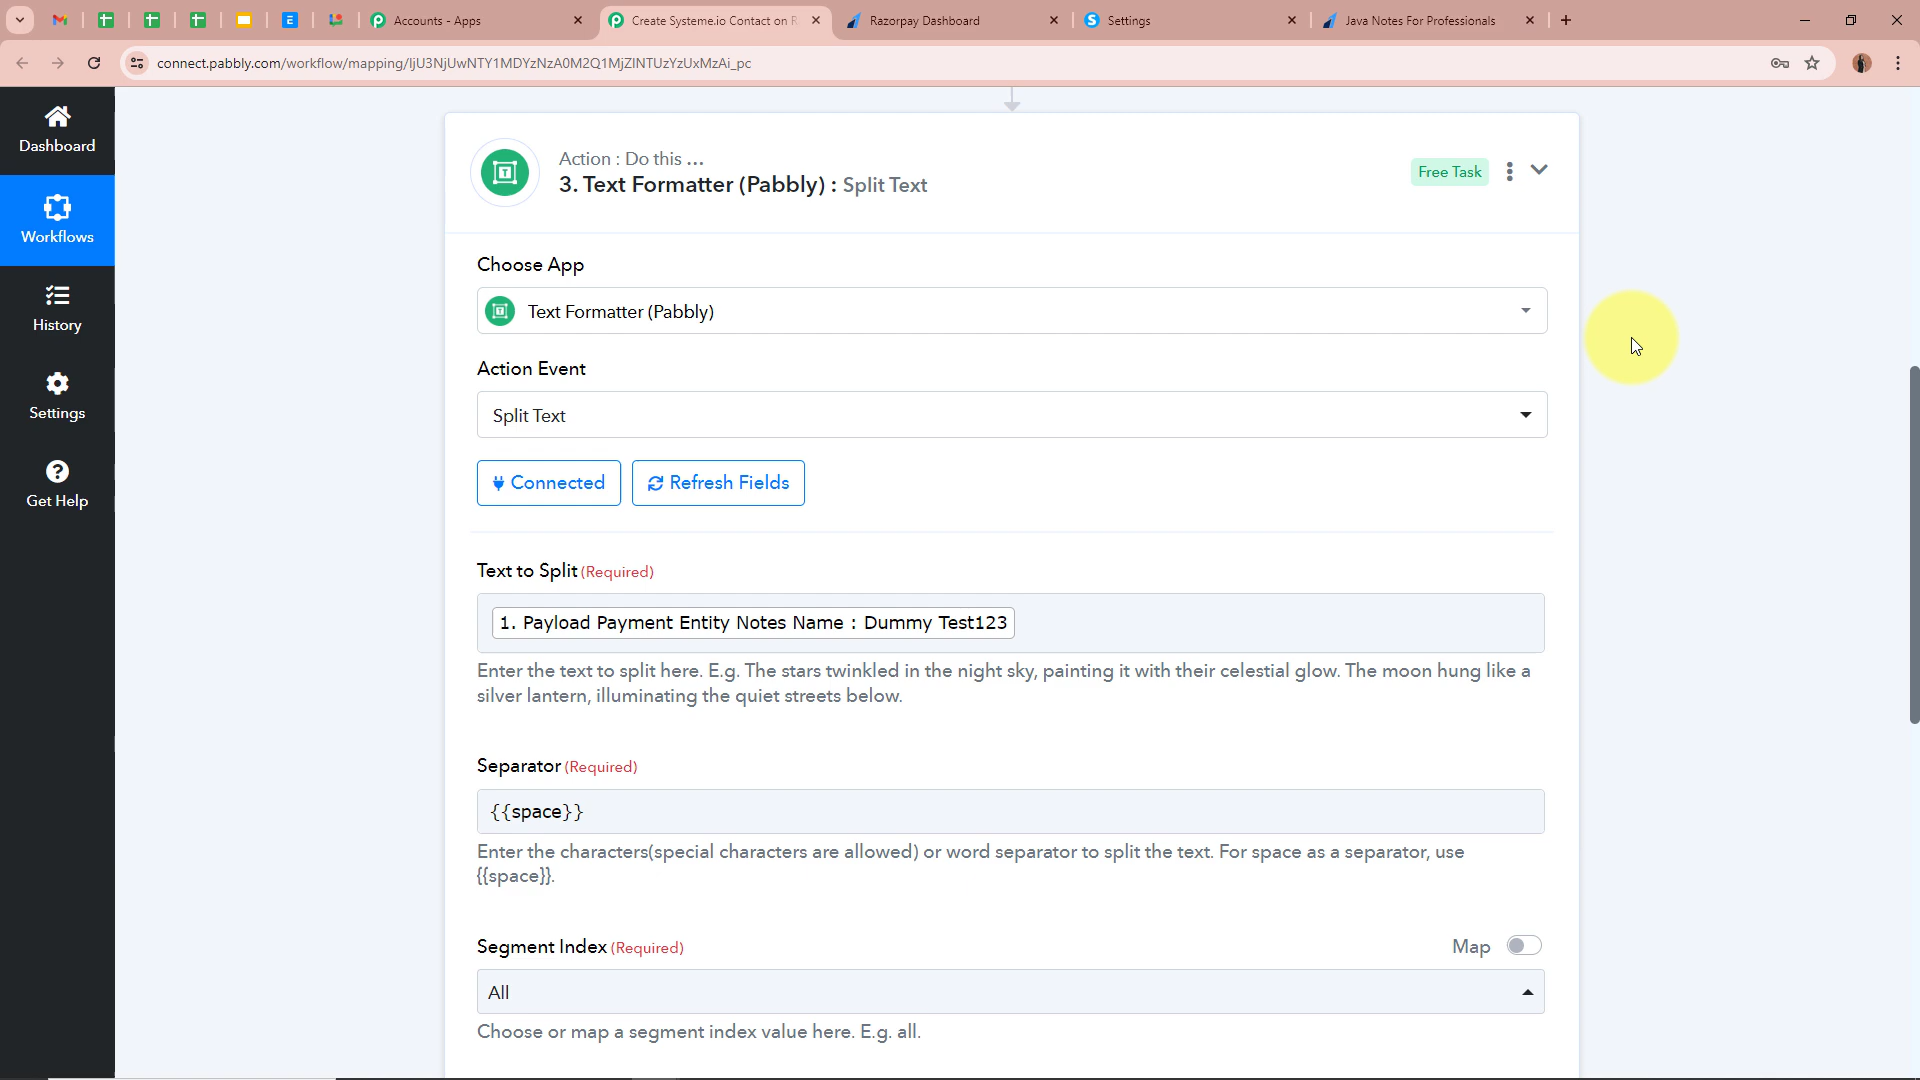 Accounts - Apps
Create Systeme.io Contact on R
Razorpay Dashboard
Settings
Java Notes For Professionals
connect.pabbly.com/workflow/mapping/IjU3NjUwNTY1MDYzNzA0M2Q1MjZlNTUzYzUxMzAi_pc
Dashboard
Workflows
History
Settings
Get Help
Action : Do this ...
3. Text Formatter (Pabbly) : Split Text
Free Task
Choose App
Text Formatter (Pabbly)
Action Event
Split Text
Connected
Refresh Fields
Text to Split (Required)
1. Payload Payment Entity Notes Name : Dummy Test123
Enter the text to split here. E.g. The stars twinkled in the night sky, painting it with their celestial glow. The moon hung like a
silver lantern, illuminating the quiet streets below.
Separator (Required)
{{space}}
Enter the characters(special characters are allowed) or word separator to split the text. For space as a separator, use
{{space}}.
Segment Index (Required)
Map
All
Choose or map a segment index value here. E.g. all.